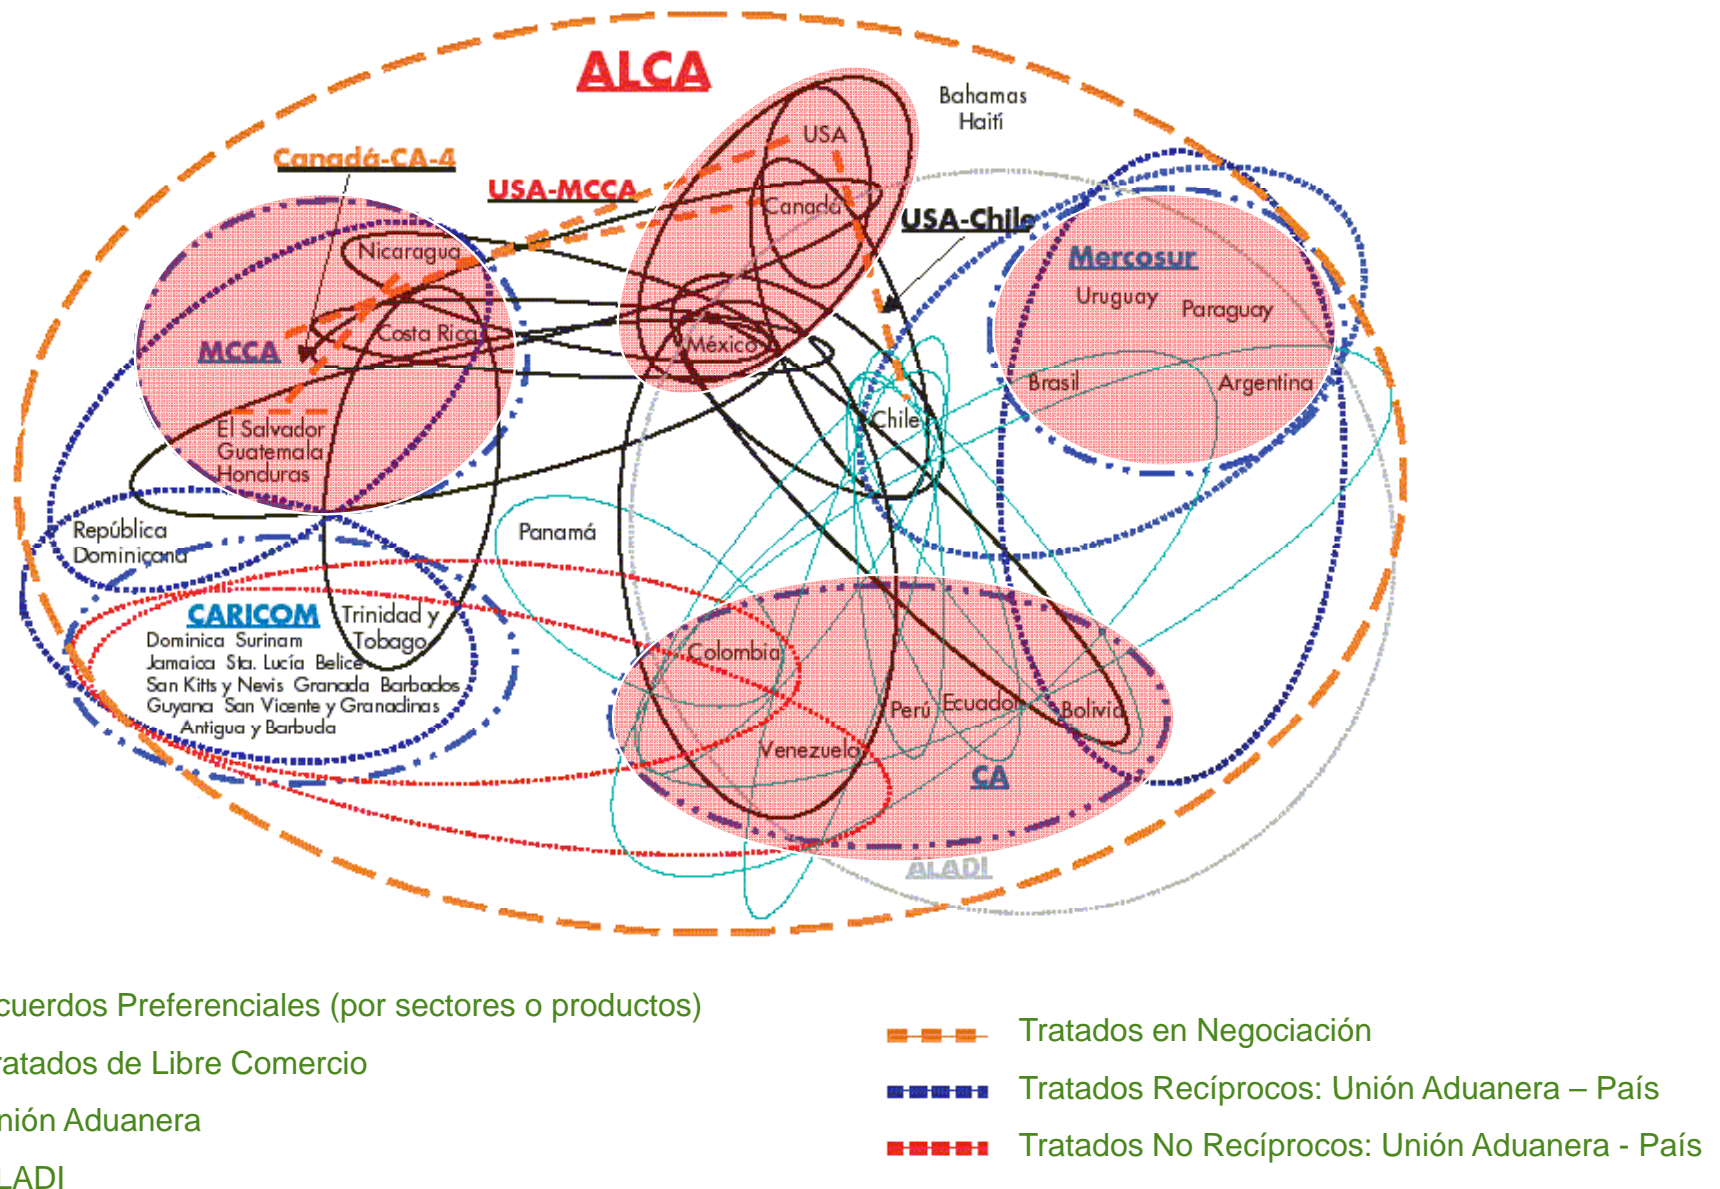 ALCA
Bahamas
Haití
USA
Canadá-CA-4
USA-MCCA
Canadá
USA-Chile
Nicaragua
Mercosur
Uruguay
Paraguay
Costa Rica
México
MCCA
Brasil
Argentina
Chile
El Salvador
Guatemala
Honduras
República
Dominicana
Panamá
CARICOM
Trinidad y
Tobago
Dominica Surinam
Jamaica Sta. Lucía Belice
San Kitts y Nevis Granada Barbados
Guyana San Vicente y Granadinas
Antigua y Barbuda
Colombia
Perú
Ecuador
Bolivia
Venezuela
CA
ALADI
cuerdos Preferenciales (por sectores o productos)
ratados de Libre Comercio
nión Aduanera
LADI
Tratados en Negociación
Tratados Recíprocos: Unión Aduanera – País
Tratados No Recíprocos: Unión Aduanera - País